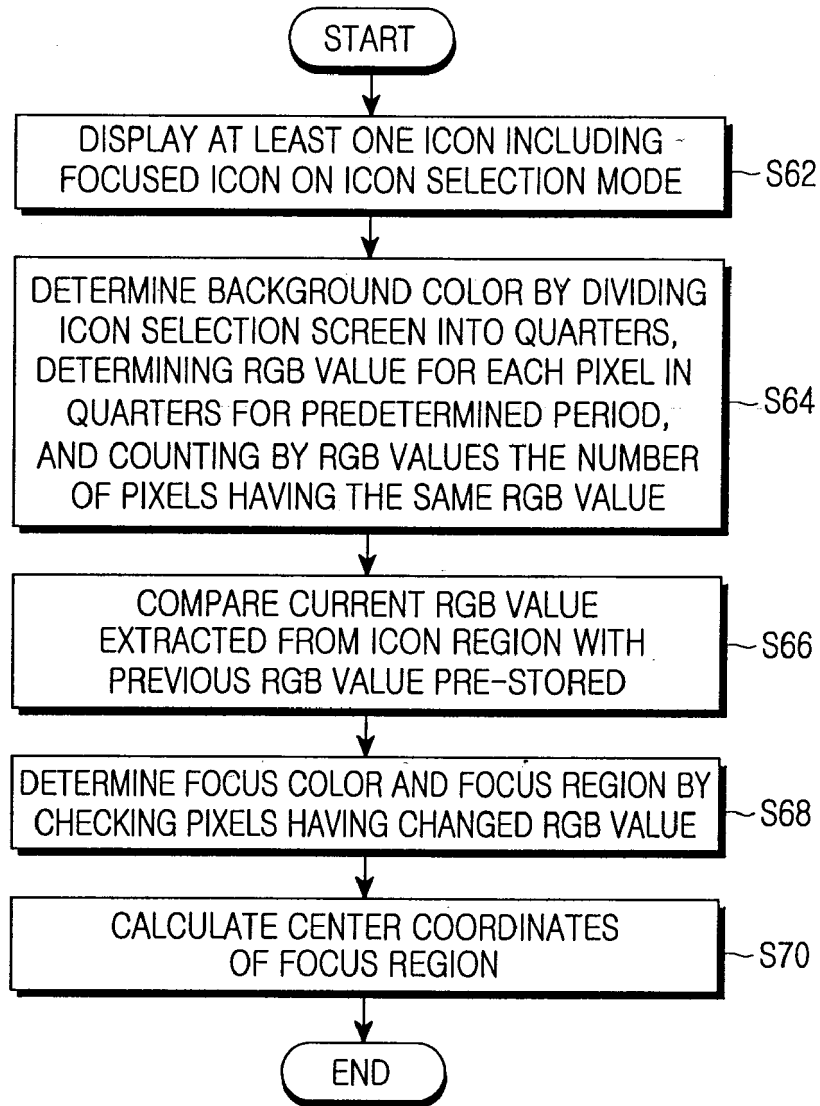 START
DISPLAY AT LEAST ONE ICON INCLUDING
FOCUSED ICON ON ICON SELECTION MODE
S62
DETERMINE BACKGROUND COLOR BY DIVIDING
ICON SELECTION SCREEN INTO QUARTERS,
DETERMINING RGB VALUE FOR EACH PIXEL IN
QUARTERS FOR PREDETERMINED PERIOD,
AND COUNTING BY RGB VALUES THE NUMBER
OF PIXELS HAVING THE SAME RGB VALUE
S64
COMPARE CURRENT RGB VALUE
EXTRACTED FROM ICON REGION WITH
PREVIOUS RGB VALUE PRE-STORED
S66
DETERMINE FOCUS COLOR AND FOCUS REGION BY
CHECKING PIXELS HAVING CHANGED RGB VALUE
S68
CALCULATE CENTER COORDINATES
OF FOCUS REGION
S70
END